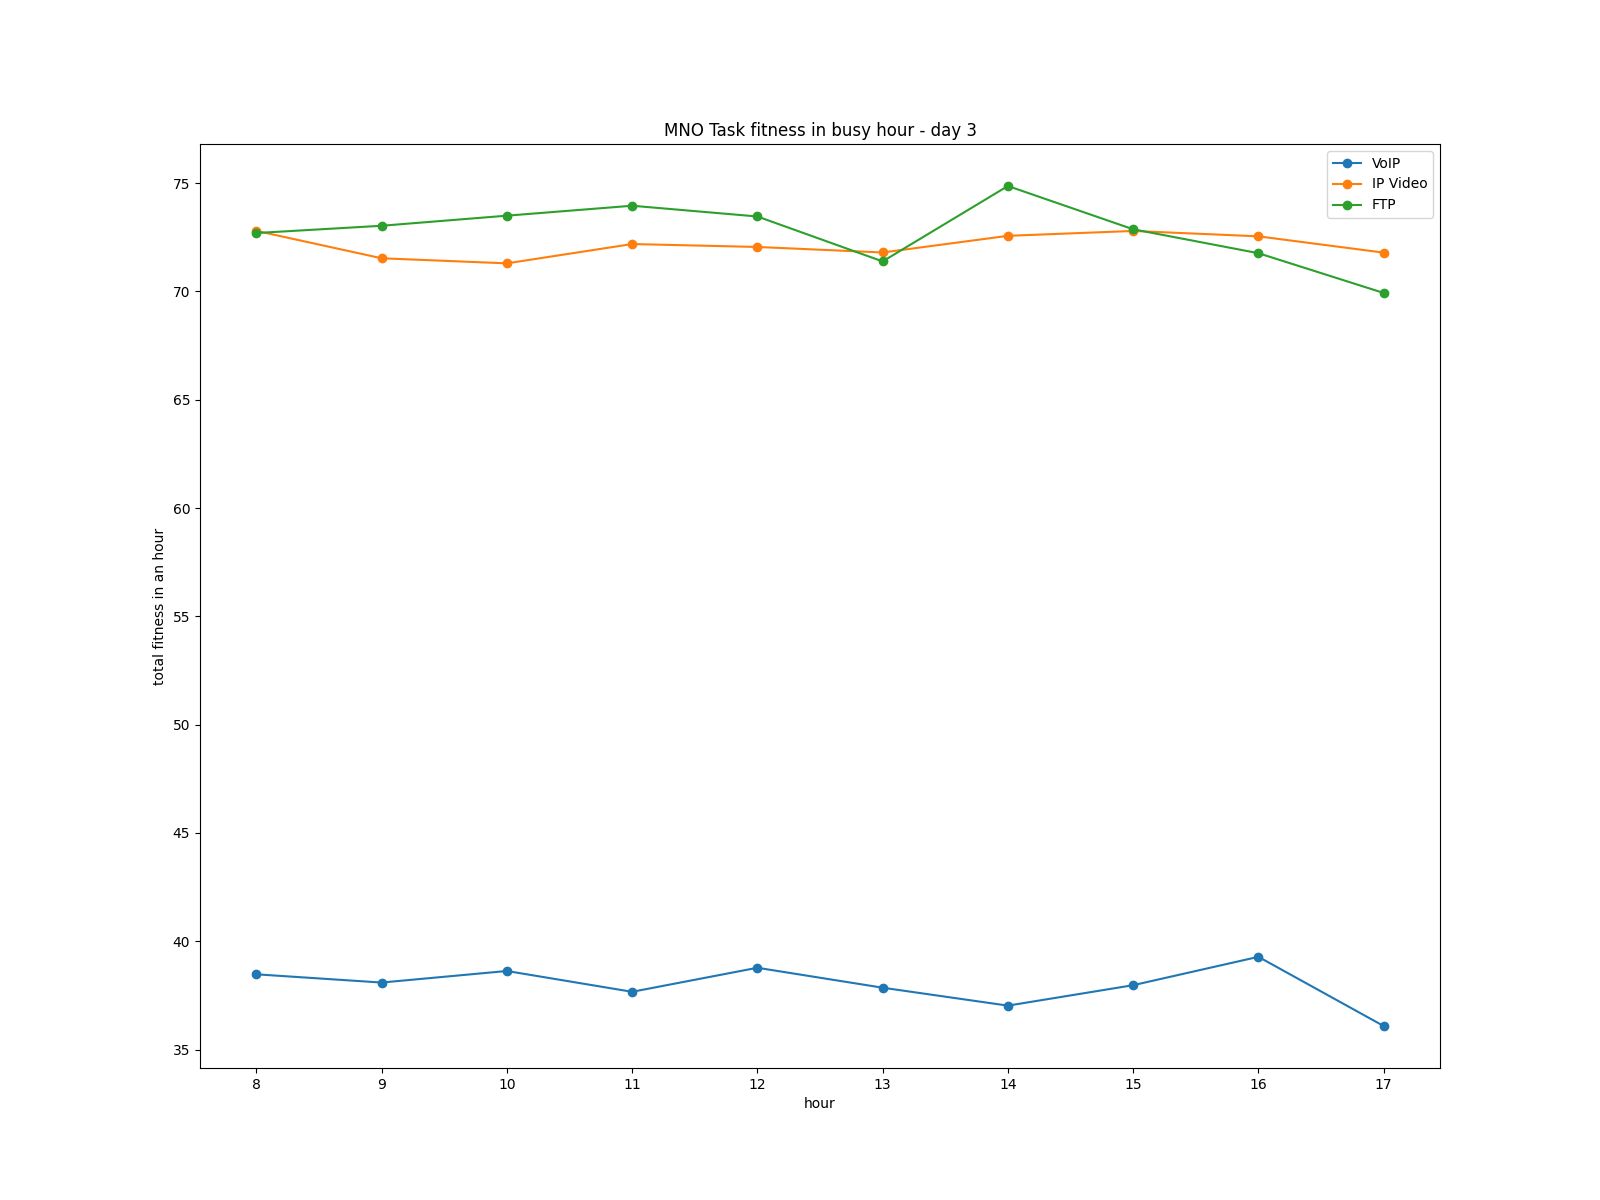 MNO Task fitness in busy hour - day 3
VoIP
IP Video
FTP
total fitness in an hour
75
70
65
60
55
50
45
40
35
8 9 10 11 12 13 14 15 16 17
hour